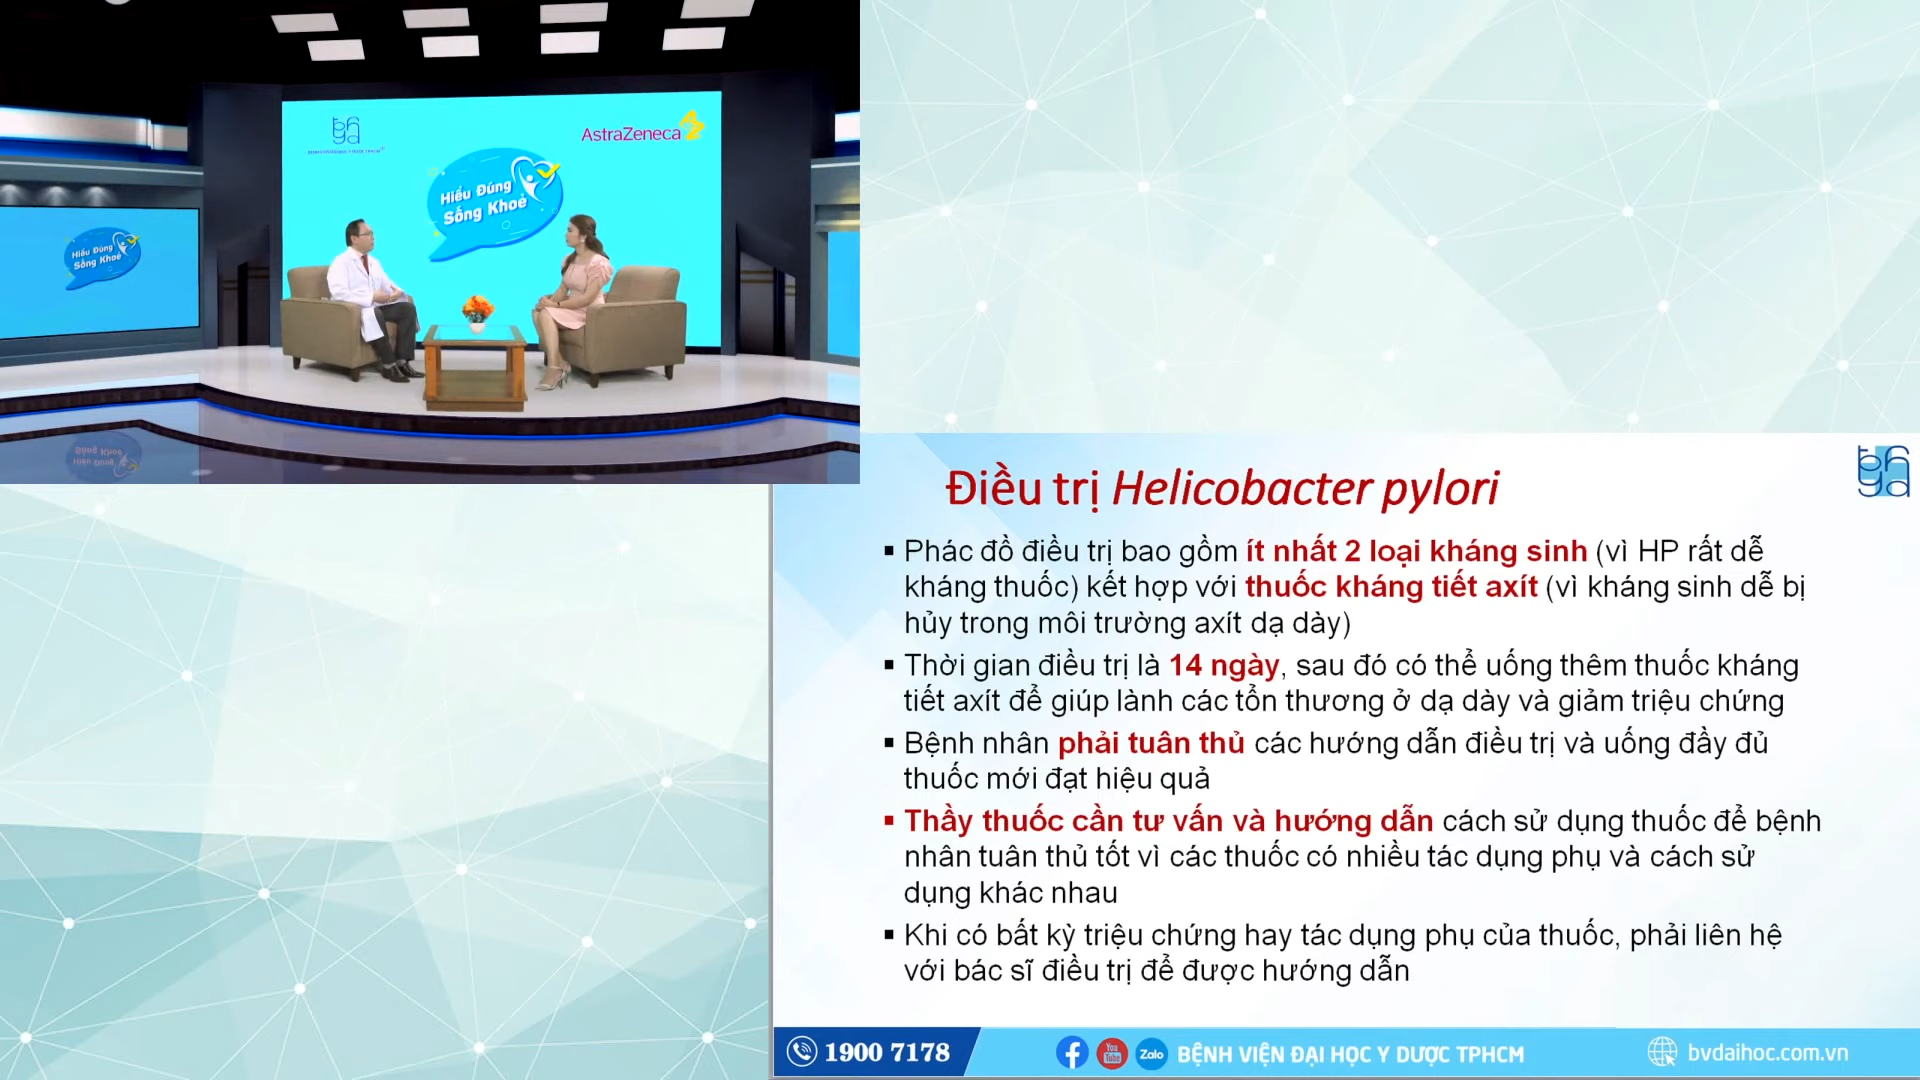 AstraZeneca
Hiểu Đúng
Sống Khoẻ
Hiểu Đúng
Sống Khoẻ
Điều trị Helicobacter pylori
▪ Phác đồ điều trị bao gồm ít nhất 2 loại kháng sinh (vì HP rất dễ
kháng thuốc) kết hợp với thuốc kháng tiết axít (vì kháng sinh dễ bị
hủy trong môi trường axít dạ dày)
▪ Thời gian điều trị là 14 ngày, sau đó có thể uống thêm thuốc kháng
tiết axít để giúp lành các tổn thương ở dạ dày và giảm triệu chứng
▪ Bệnh nhân phải tuân thủ các hướng dẫn điều trị và uống đầy đủ
thuốc mới đạt hiệu quả
▪ Thầy thuốc cần tư vấn và hướng dẫn cách sử dụng thuốc để bệnh
nhân tuân thủ tốt vì các thuốc có nhiều tác dụng phụ và cách sử
dụng khác nhau
▪ Khi có bất kỳ triệu chứng hay tác dụng phụ của thuốc, phải liên hệ
với bác sĩ điều trị để được hướng dẫn
1900 7178
You
Tube
Zalo
BỆNH VIỆN ĐẠI HỌC Y DƯỢC TPHCM
bvdaihoc.com.vn